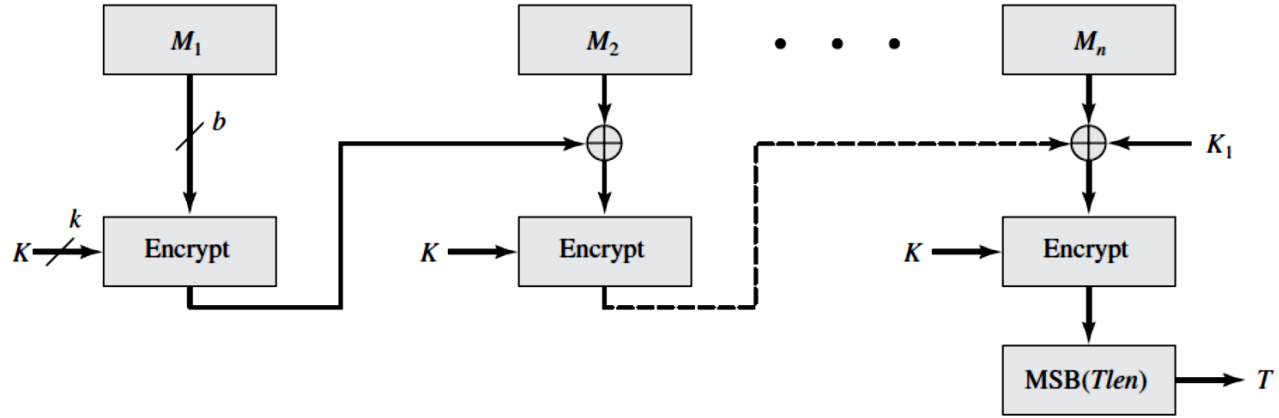 M1
M2
Mn
b
K1
k
K
Encrypt
K
Encrypt
K
Encrypt
MSB(Tlen)
T